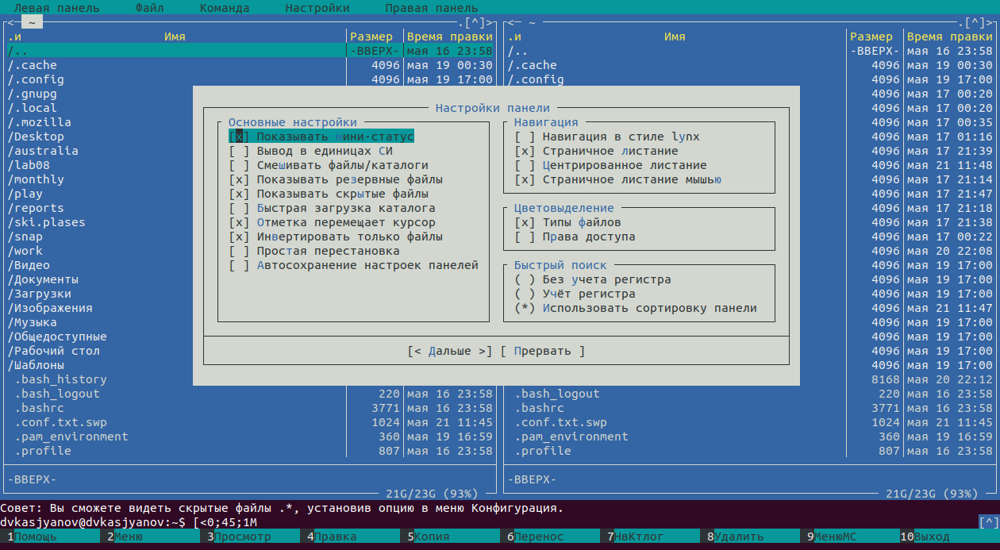 Левая панель Файл Команда Настройки Правая панель
<- ~ .[^]> <- ~ .[^]>
.и Имя Размер Время правки .и Имя Размер Время правки
/.. -ВВЕРХ- мая 16 23:58 /.. -ВВЕРХ- мая 16 23:58
/.cache 4096 мая 19 00:30 /.cache 4096 мая 19 00:30
/.config 4096 мая 19 17:00 /.config 4096 мая 19 17:00
/.gnupg 4096 мая 17 00:20
/.local Настройки панели 4096 мая 17 00:20
/.mozilla Основные настройки Навигация 4096 мая 17 00:35
/Desktop [x] Показывать мини-статус [ ] Навигация в стиле lynx 4096 мая 17 01:16
/australia [ ] Вывод в единицах СИ [x] Страничное листание 4096 мая 17 21:39
/lab08 [ ] Смешивать файлы/каталоги [ ] Центрированное листание 4096 мая 21 11:48
/monthly [x] Показывать резервные файлы [x] Страничное листание мышью 4096 мая 17 21:14
/play [x] Показывать скрытые файлы 4096 мая 17 21:47
/reports [ ] Быстрая загрузка каталога Цветовыделение 4096 мая 17 21:18
/ski.plases [x] Отметка перемещает курсор [x] Типы файлов 4096 мая 17 21:38
/snap [x] Инвертировать только файлы [ ] Права доступа 4096 мая 17 00:22
/work [ ] Простая перестановка 4096 мая 20 22:08
/Видео [ ] Автосохранение настроек панелей Быстрый поиск 4096 мая 19 17:00
/Документы ( ) Без учета регистра 4096 мая 19 17:00
/Загрузки ( ) Учёт регистра 4096 мая 19 17:00
/Изображения (*) Использовать сортировку панели 4096 мая 21 11:47
/Музыка 4096 мая 19 17:00
/Общедоступные 4096 мая 19 17:00
/Рабочий стол [< Дальше >] [ Прервать ] 4096 мая 19 17:00
/Шаблоны 4096 мая 19 17:00
.bash_history 8168 мая 20 22:12
.bash_logout 220 мая 16 23:58 .bash_logout 220 мая 16 23:58
.bashrc 3771 мая 16 23:58 .bashrc 3771 мая 16 23:58
.conf.txt.swp 1024 мая 21 11:45 .conf.txt.swp 1024 мая 21 11:45
.pam_environment 360 мая 19 16:59 .pam_environment 360 мая 19 16:59
.profile 807 мая 16 23:58 .profile 807 мая 16 23:58
-ВВЕРХ- -ВВЕРХ-
21G/23G (93%) 21G/23G (93%)
Совет: Вы сможете видеть скрытые файлы .*, установив опцию в меню Конфигурация.
dvkasjyanov@dvkasjyanov:~$ [<0;45;1M [^]
1Помощь 2Меню 3Просмотр 4Правка 5Копия 6Перенос 7НвКтлог 8Удалить 9МенюМС 10Выход